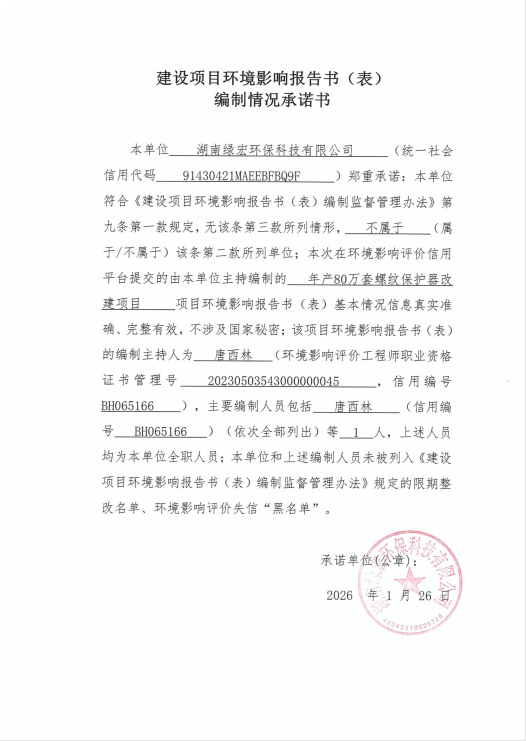 建设项目环境影响报告书（表）
编制情况承诺书
本单位 湖南绿宏环保科技有限公司 （统一社会
信用代码 91430421MAEEBFBQ9F ）郑重承诺：本单位
符合《建设项目环境影响报告书（表）编制监督管理办法》第
九条第一款规定，无该条第三款所列情形， 不属于 （属
于/不属于）该条第二款所列单位；本次在环境影响评价信用
平台提交的由本单位主持编制的 年产80万套螺纹保护器改
建项目 项目环境影响报告书（表）基本情况信息真实准
确、完整有效，不涉及国家秘密；该项目环境影响报告书（表）
的编制主持人为 唐西林 （环境影响评价工程师职业资格
证书管理号 20230503543000000045 ，信用编号
BH065166 ），主要编制人员包括 唐西林 （信用编
号 BH065166 ）（依次全部列出）等 1 人，上述人员
均为本单位全职人员；本单位和上述编制人员未被列入《建设
项目环境影响报告书（表）编制监督管理办法》规定的限期整
改名单、环境影响评价失信“黑名单”。
承诺单位(公章)：
2026 年 1 月 26 日
环保科技有限公司